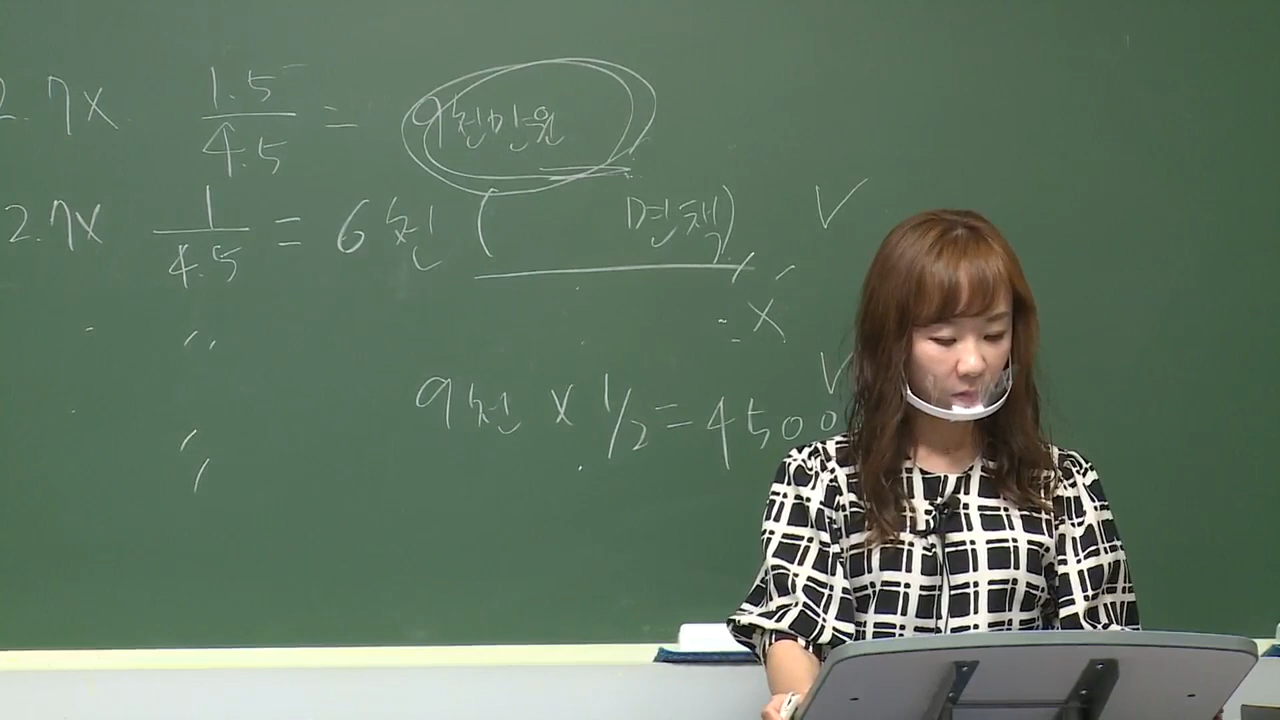 2.7x 1.5/4.5 = 9천만원
2.7x 1/4.5 = 6천 ( 면책) ✓
〃 x
✓
9천 x 1/2 = 4500
〃